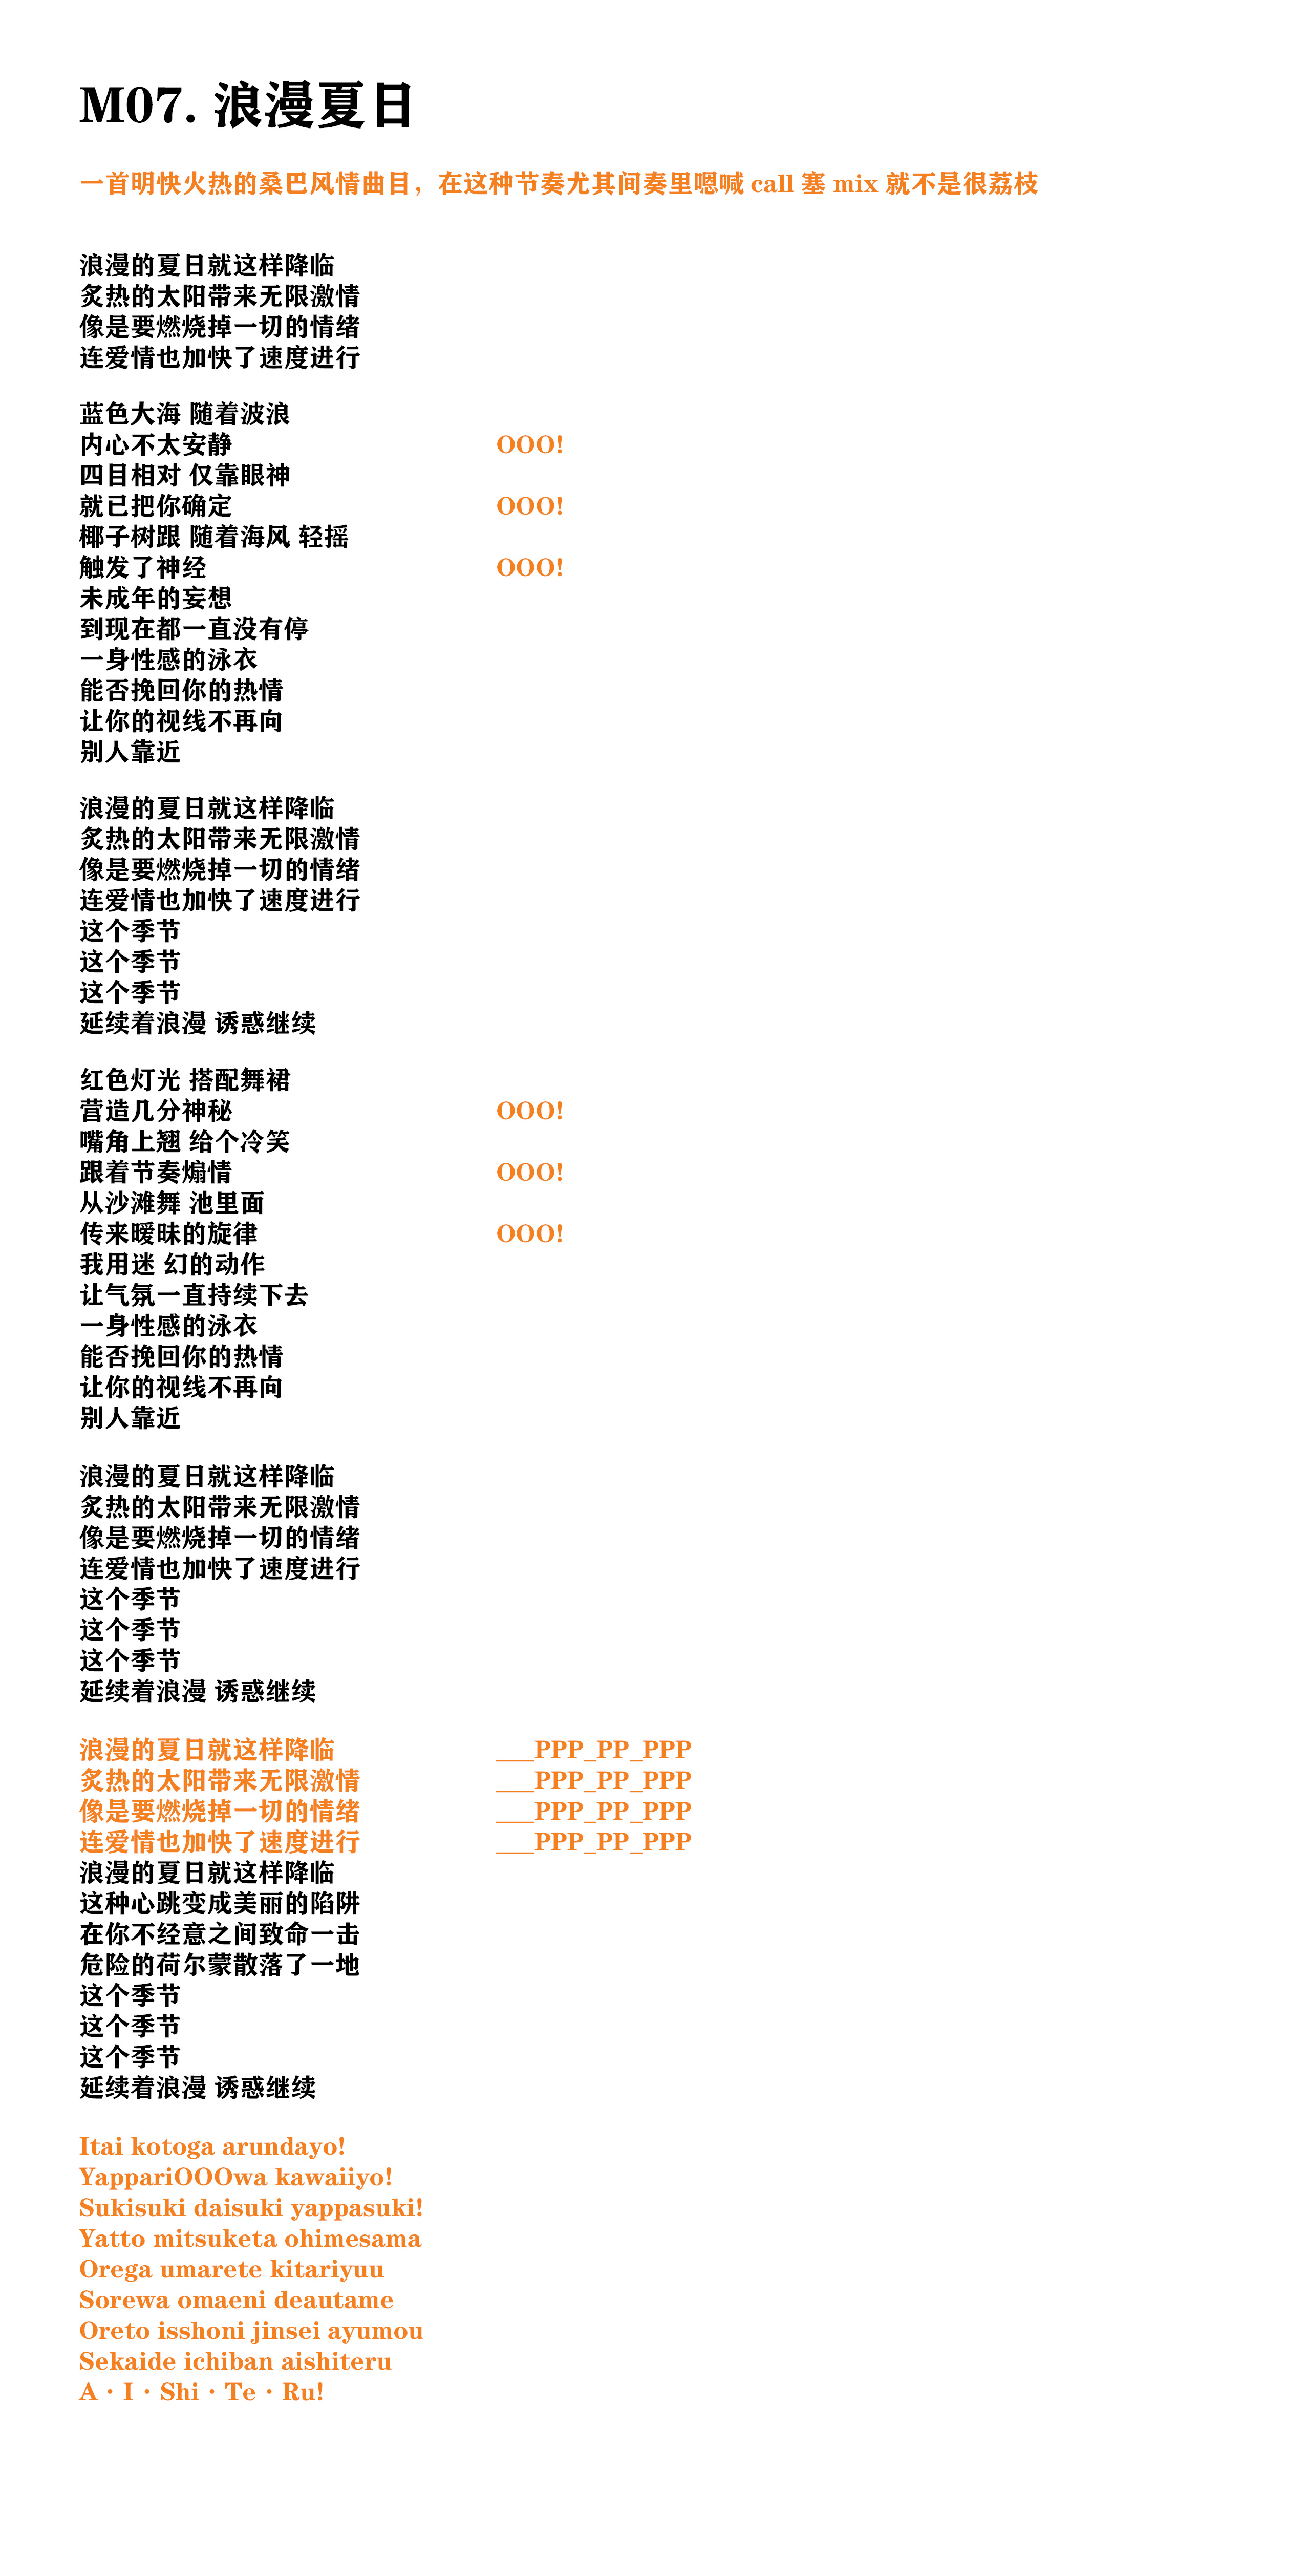 M07. 浪漫夏日
一首明快火热的桑巴风情曲目，在这种节奏尤其间奏里嗯喊 call 塞 mix 就不是很荔枝
浪漫的夏日就这样降临
炙热的太阳带来无限激情
像是要燃烧掉一切的情绪
连爱情也加快了速度进行
蓝色大海 随着波浪
内心不太安静 OOO!
四目相对 仅靠眼神
就已把你确定 OOO!
椰子树跟 随着海风 轻摇
触发了神经 OOO!
未成年的妄想
到现在都一直没有停
一身性感的泳衣
能否挽回你的热情
让你的视线不再向
别人靠近
浪漫的夏日就这样降临
炙热的太阳带来无限激情
像是要燃烧掉一切的情绪
连爱情也加快了速度进行
这个季节
这个季节
这个季节
延续着浪漫 诱惑继续
红色灯光 搭配舞裙
营造几分神秘 OOO!
嘴角上翘 给个冷笑
跟着节奏煽情 OOO!
从沙滩舞 池里面
传来暧昧的旋律 OOO!
我用迷 幻的动作
让气氛一直持续下去
一身性感的泳衣
能否挽回你的热情
让你的视线不再向
别人靠近
浪漫的夏日就这样降临
炙热的太阳带来无限激情
像是要燃烧掉一切的情绪
连爱情也加快了速度进行
这个季节
这个季节
这个季节
延续着浪漫 诱惑继续
浪漫的夏日就这样降临 ___PPP_PP_PPP
炙热的太阳带来无限激情 ___PPP_PP_PPP
像是要燃烧掉一切的情绪 ___PPP_PP_PPP
连爱情也加快了速度进行 ___PPP_PP_PPP
浪漫的夏日就这样降临
这种心跳变成美丽的陷阱
在你不经意之间致命一击
危险的荷尔蒙散落了一地
这个季节
这个季节
这个季节
延续着浪漫 诱惑继续
Itai kotoga arundayo!
YappariOOOwa kawaiiyo!
Sukisuki daisuki yappasuki!
Yatto mitsuketa ohimesama
Orega umarete kitariyuu
Sorewa omaeni deautame
Oreto isshoni jinsei ayumou
Sekaide ichiban aishiteru
A · I · Shi · Te · Ru!